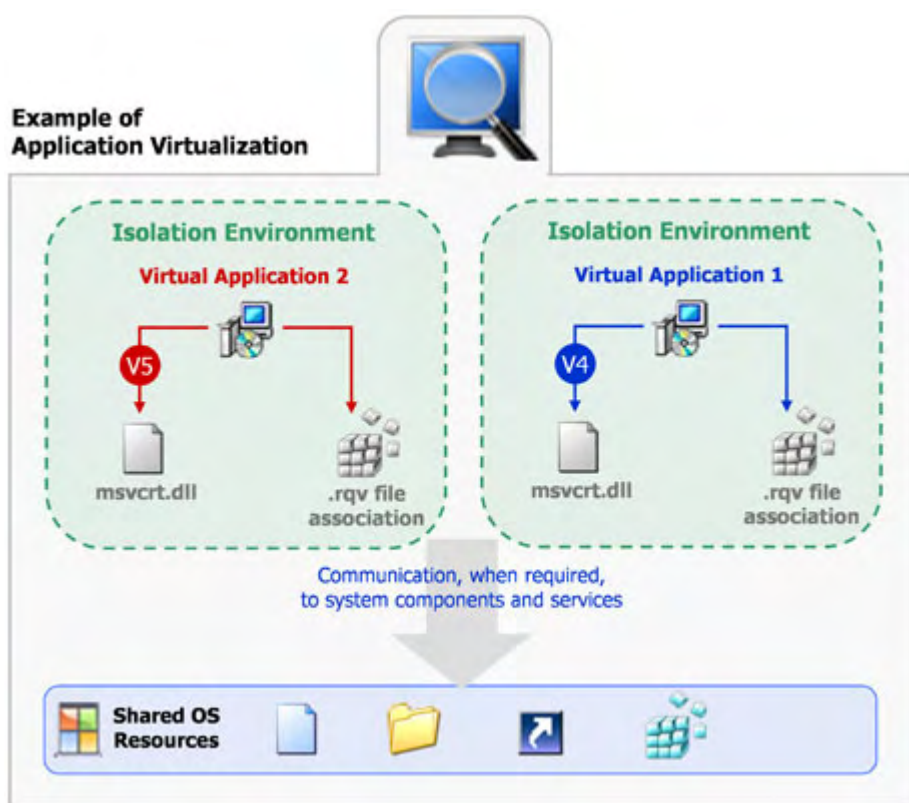 Example of
Application Virtualization
Isolation Environment
Virtual Application 2
V5
msvcrt.dll
.rqv file
association
Isolation Environment
Virtual Application 1
V4
msvcrt.dll
.rqv file
association
Communication, when required,
to system components and services
Shared OS
Resources